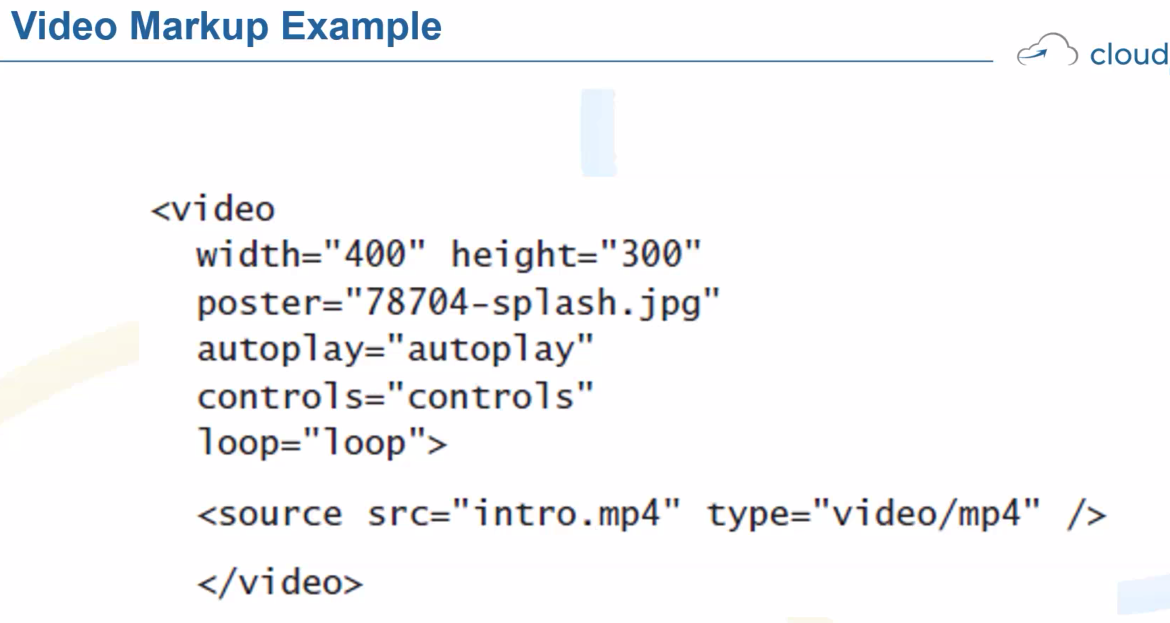 Video Markup Example
cloud
<video
width="400" height="300"
poster="78704-splash.jpg"
autoplay="autoplay"
controls="controls"
loop="loop">
<source src="intro.mp4" type="video/mp4" />
</video>